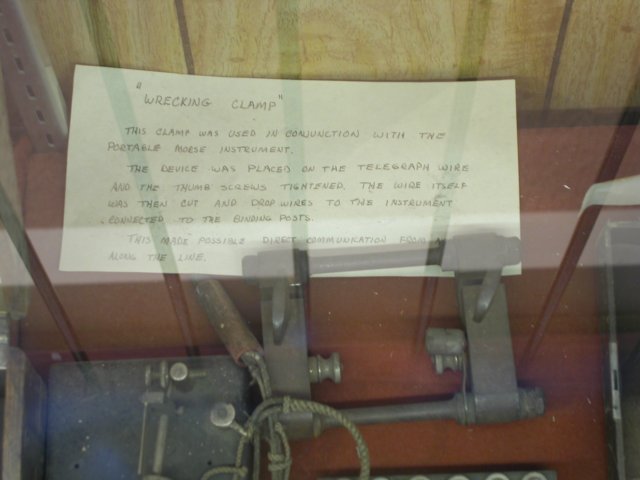 "WRECKING CLAMP"
THIS CLAMP WAS USED IN CONJUNCTION WITH THE
PORTABLE MORSE INSTRUMENT.
THE DEVICE WAS PLACED ON THE TELEGRAPH WIRE
AND THE THUMB SCREWS TIGHTENED. THE WIRE ITSELF
WAS THEN CUT AND DROP WIRES TO THE INSTRUMENT
CONNECTED TO THE BINDING POSTS.
THIS MADE POSSIBLE DIRECT COMMUNICATION FROM
ALONG THE LINE.